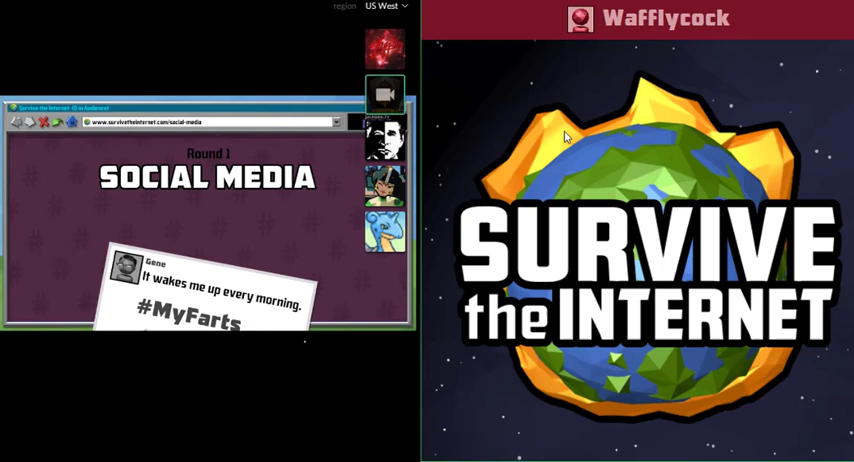 region US West
Wafflycock
Survive the Internet
www.survivetheinternet.com/social-media
Round 1
SOCIAL MEDIA
Gene
It wakes me up every morning.
#MyFarts
SURVIVE
the INTERNET